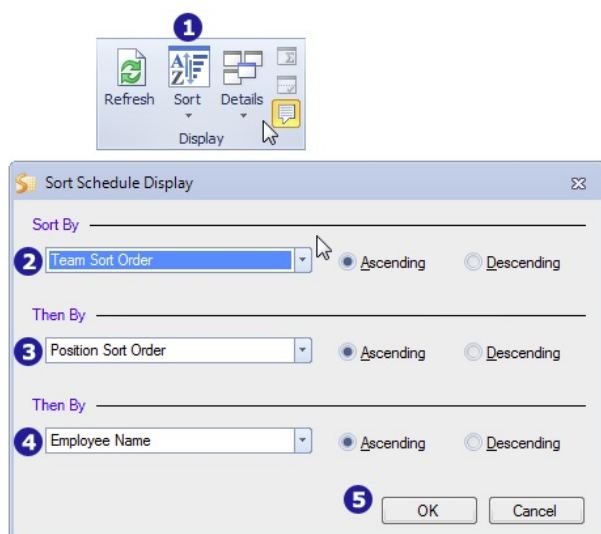 1
Refresh Sort Details
Display
Sort Schedule Display
Sort By
2 Team Sort Order Ascending Descending
Then By
3 Position Sort Order Ascending Descending
Then By
4 Employee Name Ascending Descending
5 OK Cancel